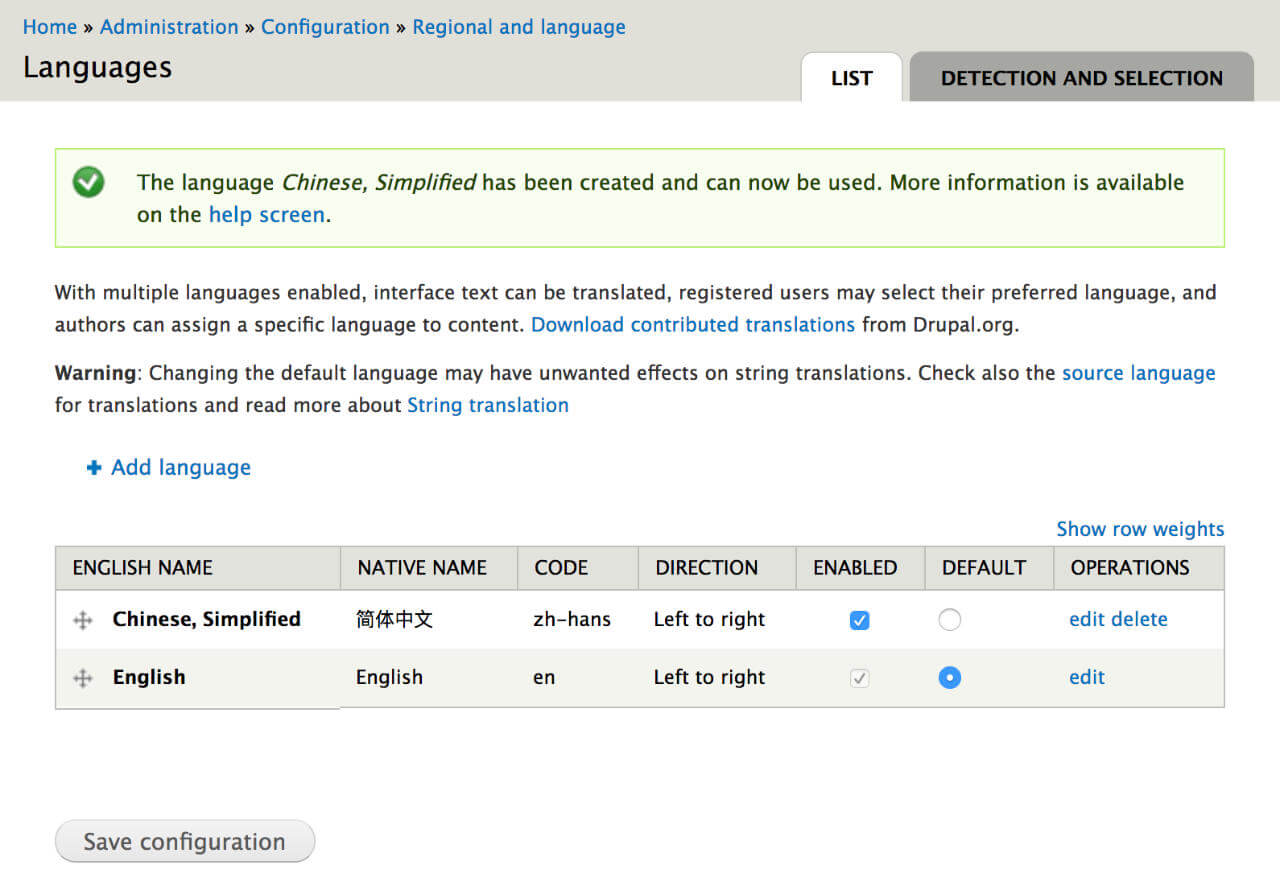 Home » Administration » Configuration » Regional and language
Languages
LIST
DETECTION AND SELECTION
The language Chinese, Simplified has been created and can now be used. More information is available
on the help screen.
With multiple languages enabled, interface text can be translated, registered users may select their preferred language, and
authors can assign a specific language to content. Download contributed translations from Drupal.org.
Warning: Changing the default language may have unwanted effects on string translations. Check also the source language
for translations and read more about String translation
Add language
Show row weights
ENGLISH NAME NATIVE NAME CODE DIRECTION ENABLED DEFAULT OPERATIONS
Chinese, Simplified 简体中文 zh-hans Left to right edit delete
English English en Left to right edit
Save configuration